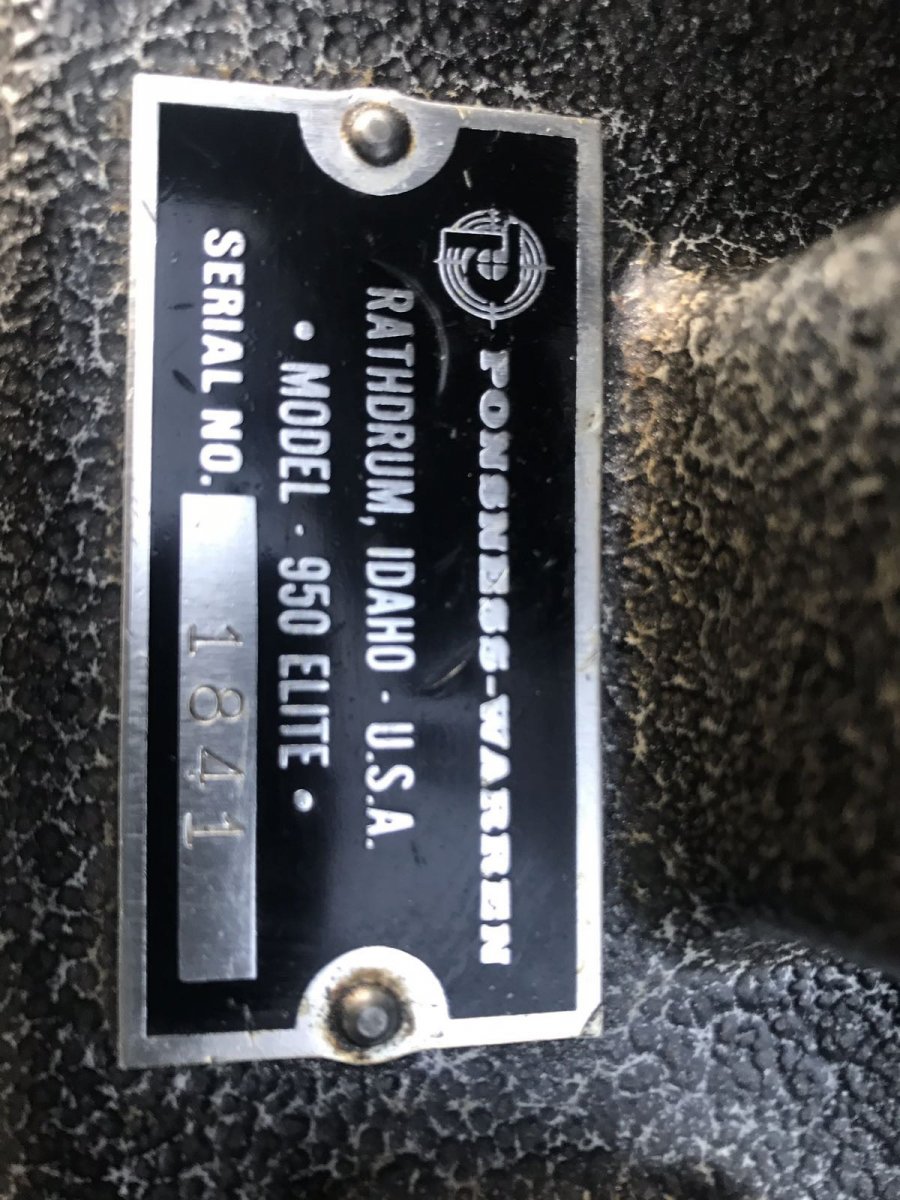 PONSNESS-WARREN
RATHDRUM, IDAHO · U.S.A.
• MODEL · 950 ELITE •
SERIAL NO. 1841